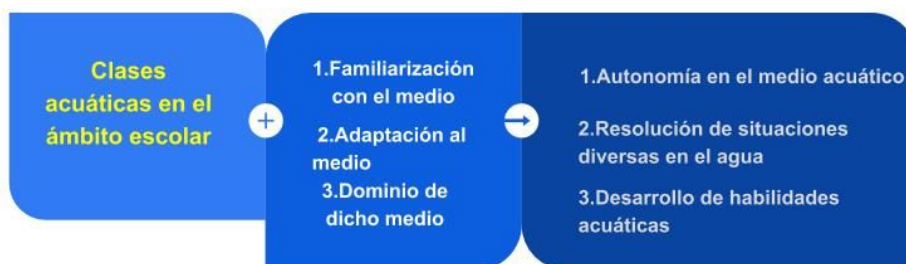 Clases
acuáticas en el
ámbito escolar
+
1.Familiarización
con el medio
2.Adaptación al
medio
3.Dominio de
dicho medio
1.Autonomía en el medio acuático
2.Resolución de situaciones
diversas en el agua
3.Desarrollo de habilidades
acuáticas